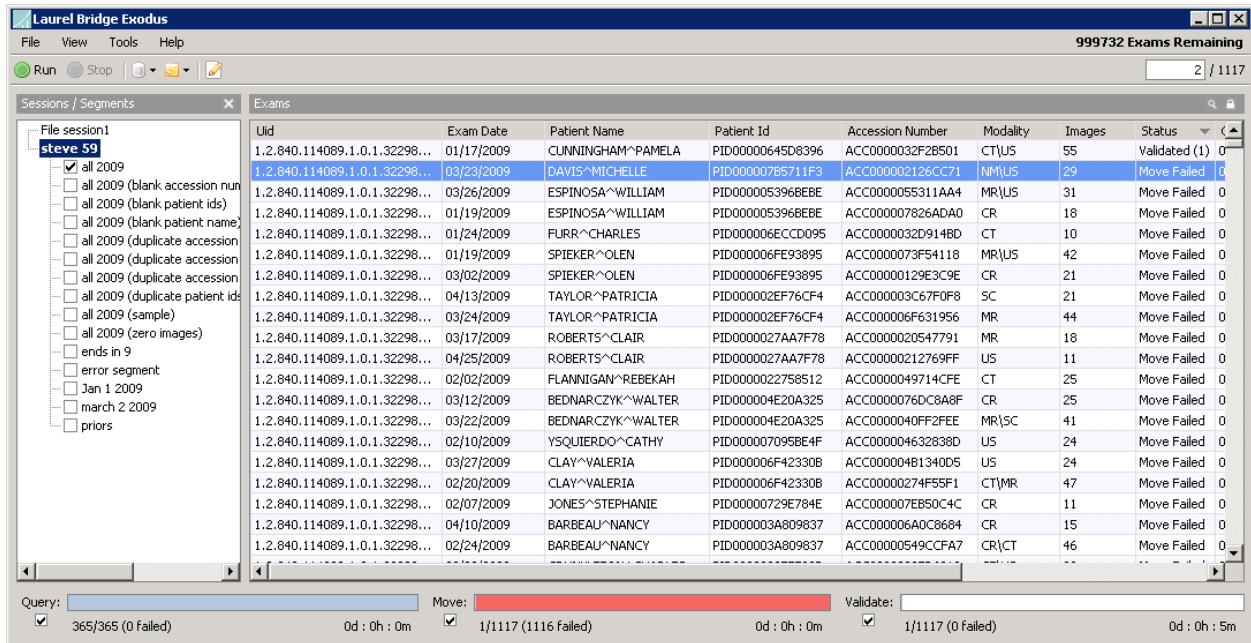 Laurel Bridge Exodus
File View Tools Help 999732 Exams Remaining
Run Stop 2 / 1117
Sessions / Segments Exams
File session1
steve 59
all 2009
all 2009 (blank accession num
all 2009 (blank patient ids)
all 2009 (blank patient name)
all 2009 (duplicate accession
all 2009 (duplicate accession
all 2009 (duplicate accession
all 2009 (duplicate patient ids
all 2009 (sample)
all 2009 (zero images)
ends in 9
error segment
Jan 1 2009
march 2 2009
priors
Uid Exam Date Patient Name Patient Id Accession Number Modality Images Status
1.2.840.114089.1.0.1.32298... 01/17/2009 CUNNINGHAM^PAMELA PID00000645D8396 ACC0000032F2B501 CT\US 55 Validated (1) 0
1.2.840.114089.1.0.1.32298... 03/23/2009 DAVIS^MICHELLE PID000007B5711F3 ACC000002126CC71 NM\US 29 Move Failed 0
1.2.840.114089.1.0.1.32298... 03/26/2009 ESPINOSA^WILLIAM PID000005396BEBE ACC0000055311AA4 MR\US 31 Move Failed 0
1.2.840.114089.1.0.1.32298... 01/19/2009 ESPINOSA^WILLIAM PID000005396BEBE ACC000007826ADA0 CR 18 Move Failed 0
1.2.840.114089.1.0.1.32298... 01/24/2009 FURR^CHARLES PID000006ECCD095 ACC0000032D914BD CT 10 Move Failed 0
1.2.840.114089.1.0.1.32298... 01/19/2009 SPIEKER^OLEN PID000006FE93895 ACC0000073F54118 MR\US 42 Move Failed 0
1.2.840.114089.1.0.1.32298... 03/02/2009 SPIEKER^OLEN PID000006FE93895 ACC00000129E3C9E CR 21 Move Failed 0
1.2.840.114089.1.0.1.32298... 04/13/2009 TAYLOR^PATRICIA PID000002EF76CF4 ACC000003C67F0F8 SC 21 Move Failed 0
1.2.840.114089.1.0.1.32298... 03/24/2009 TAYLOR^PATRICIA PID000002EF76CF4 ACC000006F631956 MR 44 Move Failed 0
1.2.840.114089.1.0.1.32298... 03/17/2009 ROBERTS^CLAIR PID0000027AA7F78 ACC0000020547791 MR 18 Move Failed 0
1.2.840.114089.1.0.1.32298... 04/25/2009 ROBERTS^CLAIR PID0000027AA7F78 ACC00000212769FF US 11 Move Failed 0
1.2.840.114089.1.0.1.32298... 02/02/2009 FLANNIGAN^REBEKAH PID0000022758512 ACC0000049714CFE CT 25 Move Failed 0
1.2.840.114089.1.0.1.32298... 03/12/2009 BEDNARCZYK^WALTER PID000004E20A325 ACC0000076DC8A8F CR 25 Move Failed 0
1.2.840.114089.1.0.1.32298... 03/22/2009 BEDNARCZYK^WALTER PID000004E20A325 ACC0000040FF2FEE MR\SC 41 Move Failed 0
1.2.840.114089.1.0.1.32298... 02/10/2009 YSQUIERDO^CATHY PID000007095BE4F ACC000004632838D US 24 Move Failed 0
1.2.840.114089.1.0.1.32298... 03/27/2009 CLAY^VALERIA PID000006F42330B ACC000004B1340D5 US 24 Move Failed 0
1.2.840.114089.1.0.1.32298... 02/20/2009 CLAY^VALERIA PID000006F42330B ACC00000274F55F1 CT\MR 47 Move Failed 0
1.2.840.114089.1.0.1.32298... 02/07/2009 JONES^STEPHANIE PID00000729E784E ACC000007EB50C4C CR 11 Move Failed 0
1.2.840.114089.1.0.1.32298... 04/10/2009 BARBEAU^NANCY PID000003A809837 ACC000006A0C8684 CR 15 Move Failed 0
1.2.840.114089.1.0.1.32298... 02/24/2009 BARBEAU^NANCY PID000003A809837 ACC00000549CCFA7 CR\CT 46 Move Failed 0
Query: Move: Validate:
365/365 (0 failed) 0d : 0h : 0m 1/1117 (1116 failed) 0d : 0h : 0m 1/1117 (0 failed) 0d : 0h : 5m